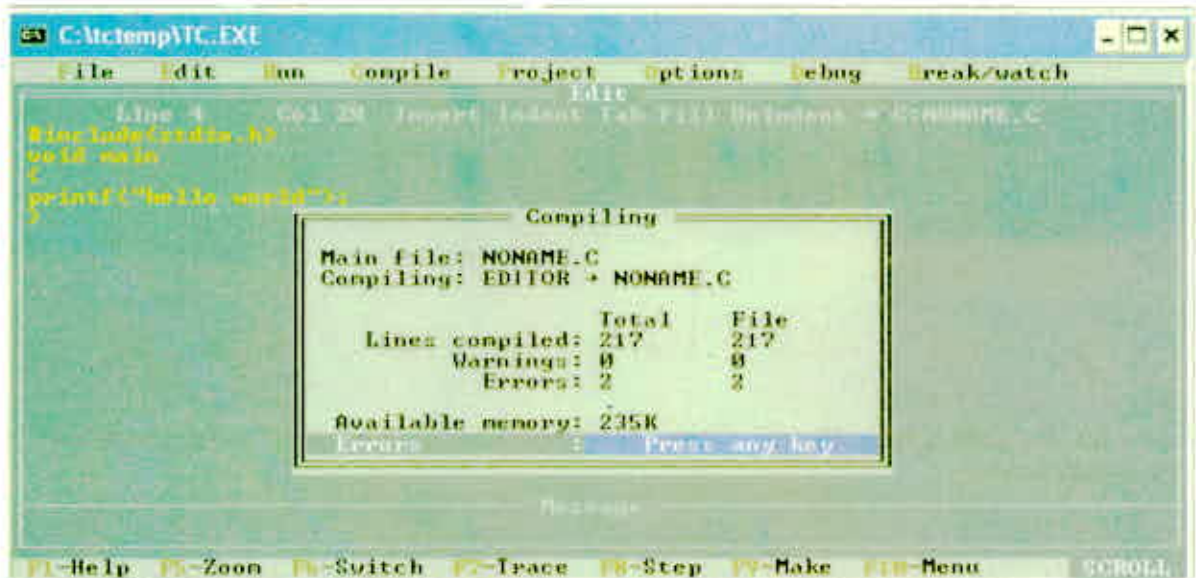 C:\tctemp\TC.EXE
File Edit Run Compile Project Options Debug Break/watch
Edit
Line 4 Col 28 Insert Indent Tab Fill Unindent * C:NONAME.C
#include<stdio.h>
void main
{
printf("hello world");
}
Compiling
Main file: NONAME.C
Compiling: EDITOR → NONAME.C
Total File
Lines compiled: 217 217
Warnings: 0 0
Errors: 2 2
Available memory: 235K
Errors : Press any key
Message
F1-Help F5-Zoom F6-Switch F7-Trace F8-Step F9-Make F10-Menu SCROLL